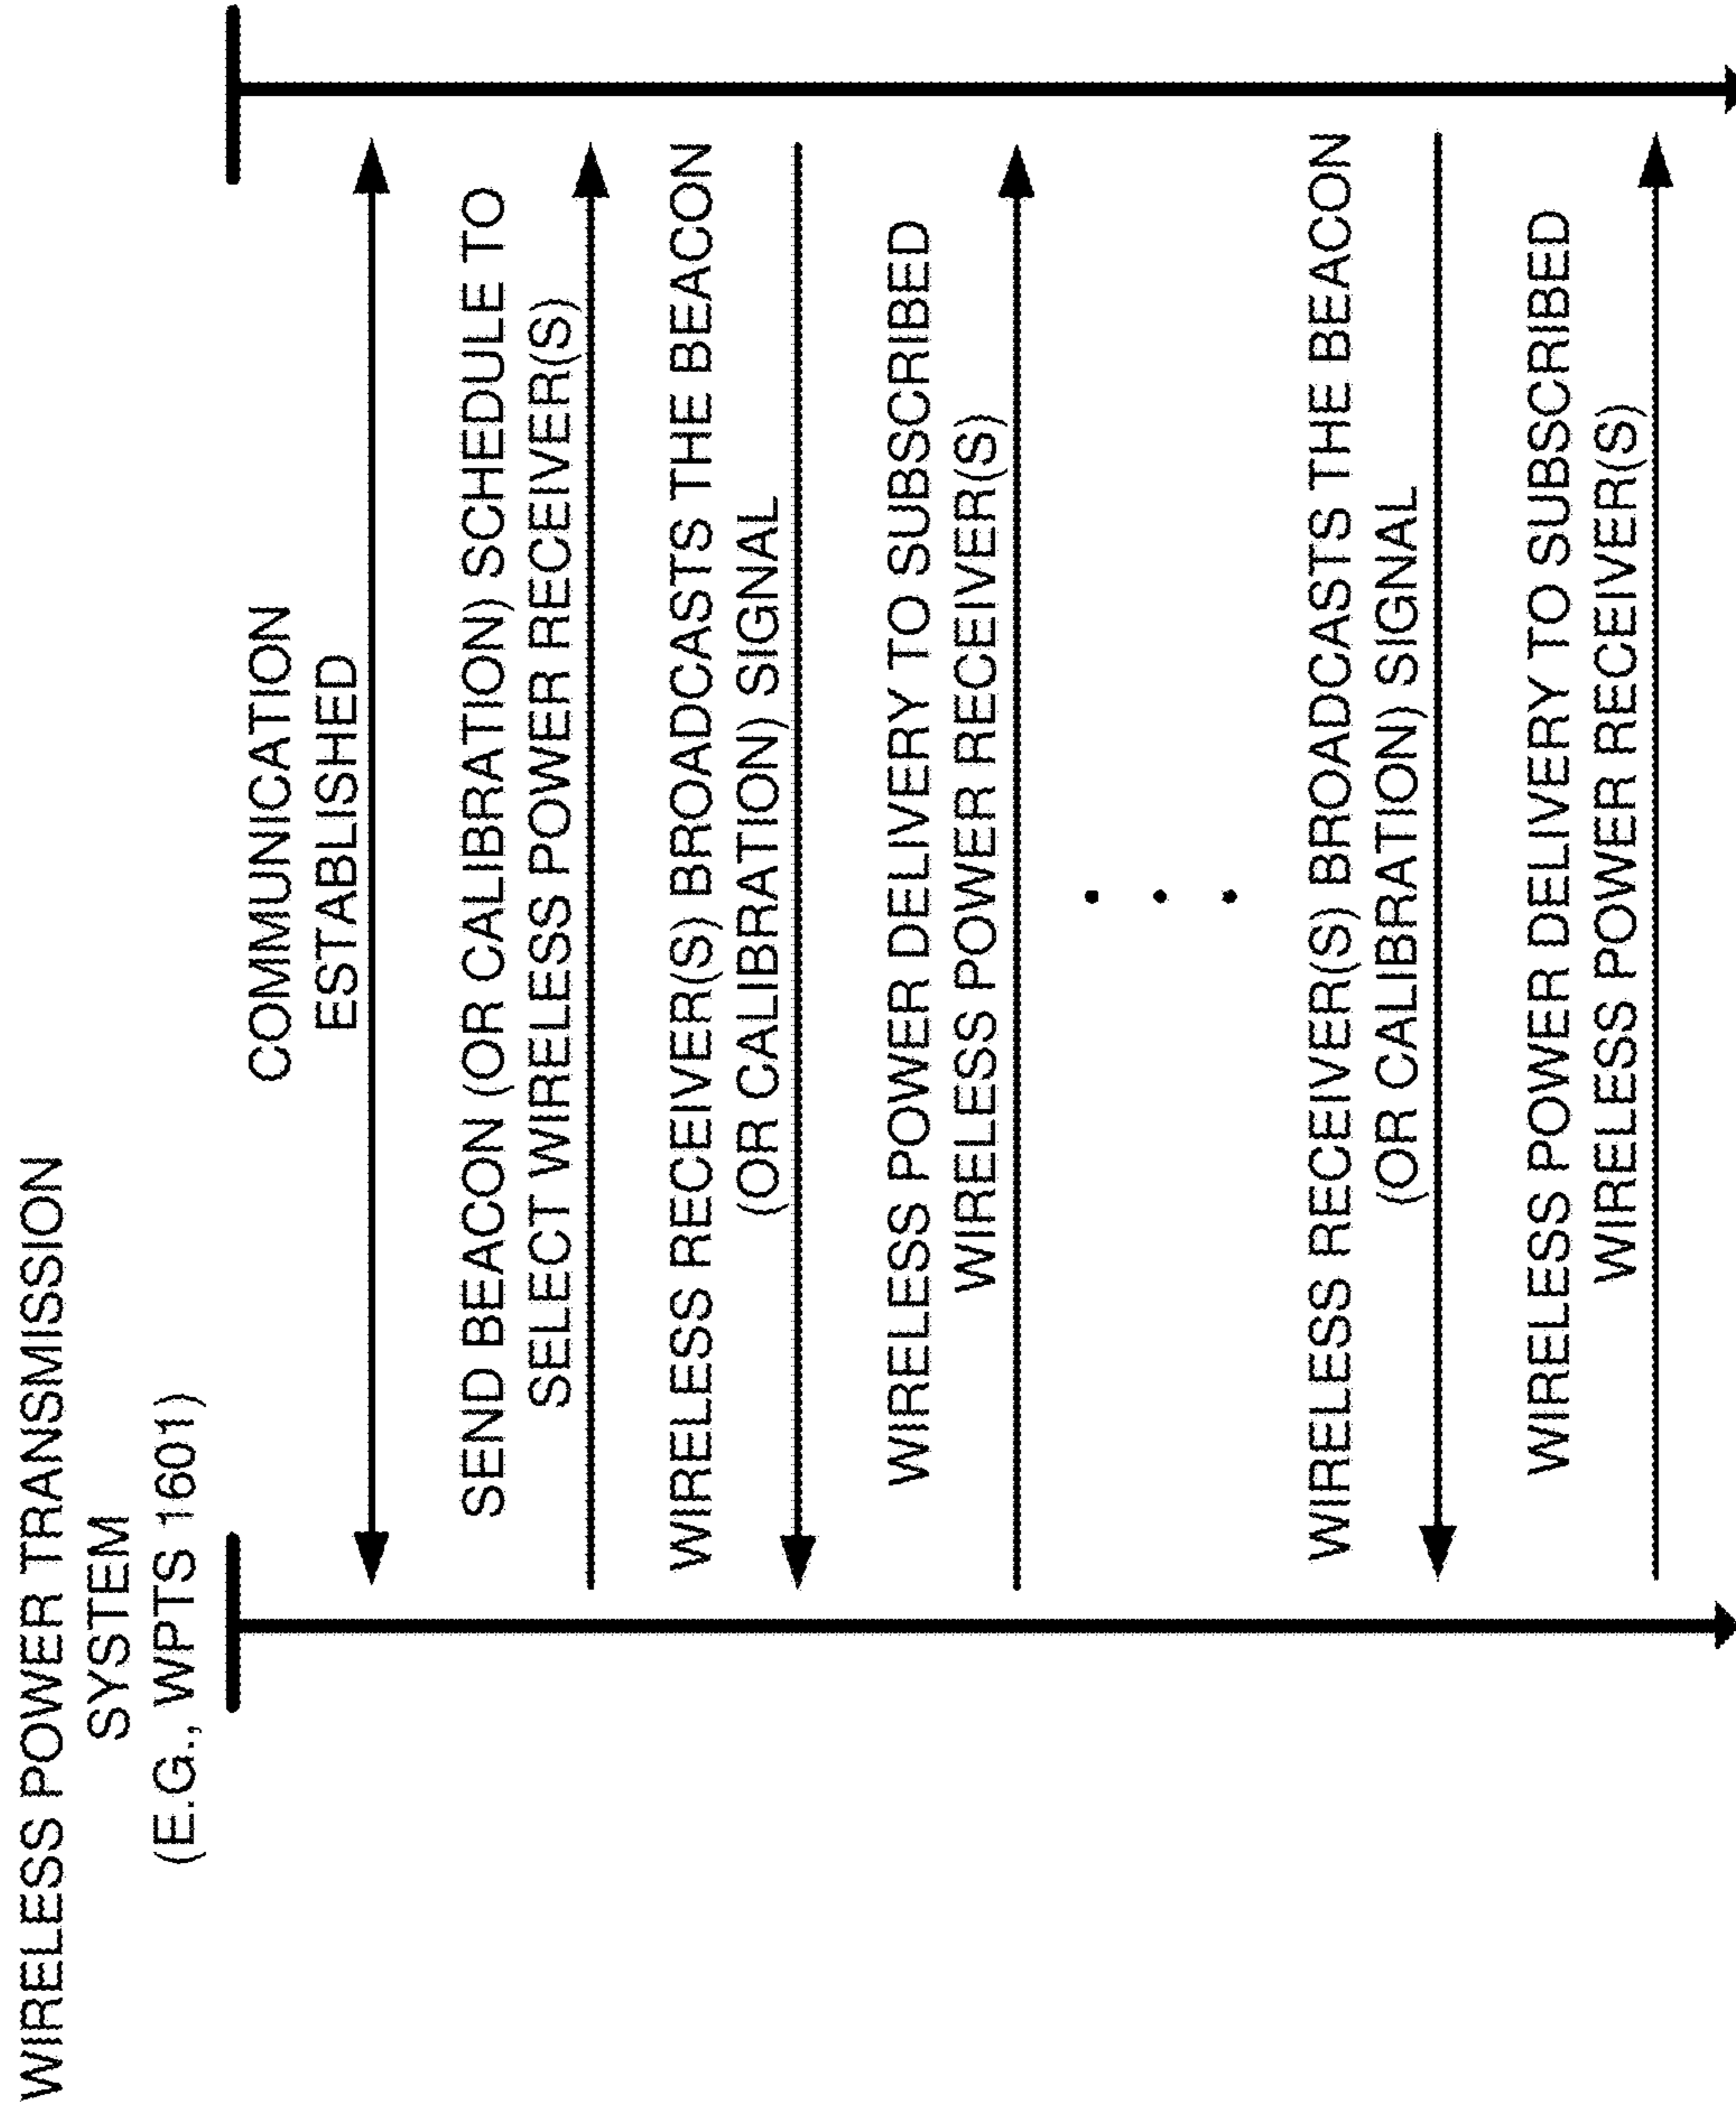 WIRELESS POWER TRANSMISSION
SYSTEM
(E.G., WPTS 1601)
COMMUNICATION
ESTABLISHED
SEND BEACON (OR CALIBRATION) SCHEDULE TO
SELECT WIRELESS POWER RECEIVER(S)
WIRELESS RECEIVER(S) BROADCASTS THE BEACON
(OR CALIBRATION) SIGNAL
WIRELESS POWER DELIVERY TO SUBSCRIBED
WIRELESS POWER RECEIVER(S)
. . .
WIRELESS RECEIVER(S) BROADCASTS THE BEACON
(OR CALIBRATION) SIGNAL
WIRELESS POWER DELIVERY TO SUBSCRIBED
WIRELESS POWER RECEIVER(S)